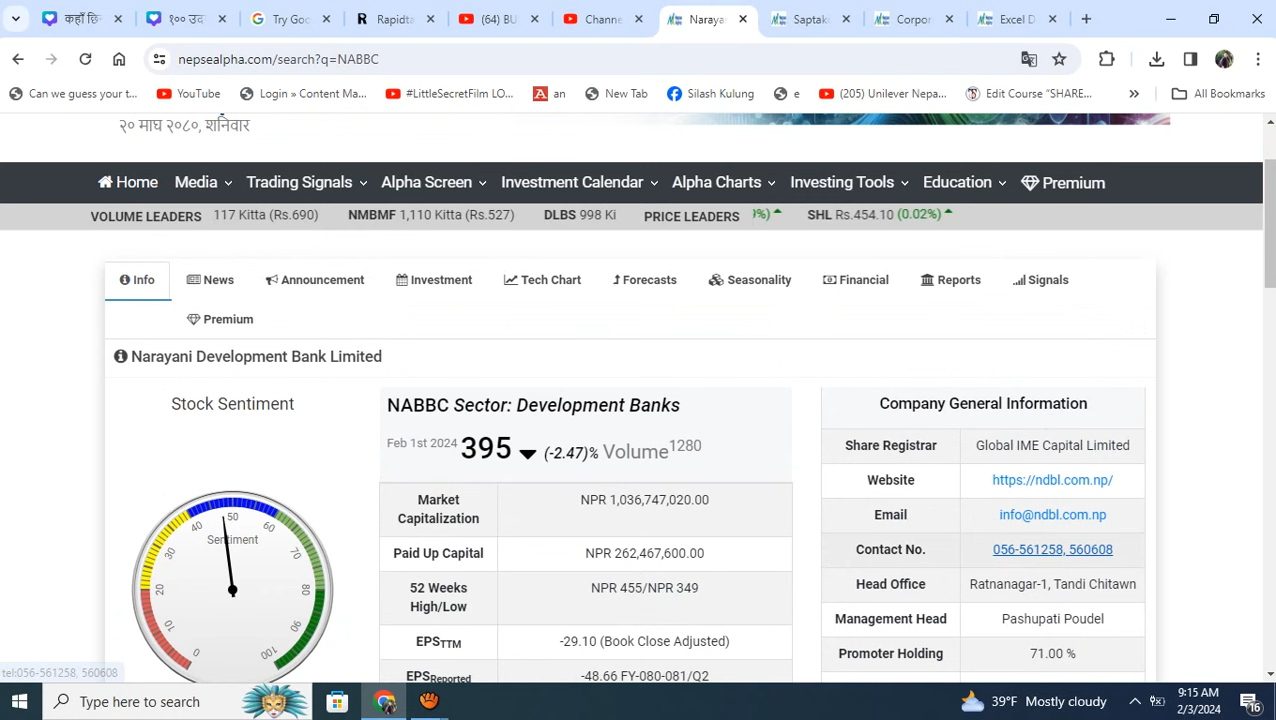 कहाँ कि
१०० उव
Try Goo
Rapidta
(64) BU
Channe
Naraya
Saptak
Corpor
Excel D
nepsealpha.com/search?q=NABBC
Can we guess your t...
YouTube
Login » Content Ma...
#LittleSecretFilm LO...
an
New Tab
Silash Kulung
e
(205) Unilever Nepa...
Edit Course "SHARE...
All Bookmarks
२० माघ २०८०, शनिवार
Home Media Trading Signals Alpha Screen Investment Calendar Alpha Charts Investing Tools Education Premium
VOLUME LEADERS 117 Kitta (Rs.690) NMBMF 1,110 Kitta (Rs.527) DLBS 998 Ki PRICE LEADERS %) SHL Rs.454.10 (0.02%)
Info News Announcement Investment Tech Chart Forecasts Seasonality Financial Reports Signals
Premium
Narayani Development Bank Limited
Stock Sentiment
0 10 20 30 40 50 60 70 80 90 100
Sentiment
NABBC Sector: Development Banks
Feb 1st 2024 395 (-2.47)% Volume 1280
Market Capitalization NPR 1,036,747,020.00
Paid Up Capital NPR 262,467,600.00
52 Weeks High/Low NPR 455/NPR 349
EPSTTM -29.10 (Book Close Adjusted)
EPSReported -48.66 FY-080-081/Q2
Company General Information
Share Registrar Global IME Capital Limited
Website https://ndbl.com.np/
Email info@ndbl.com.np
Contact No. 056-561258, 560608
Head Office Ratnanagar-1, Tandi Chitawn
Management Head Pashupati Poudel
Promoter Holding 71.00 %
tel:056-561258, 560608
Type here to search
39°F Mostly cloudy
9:15 AM
2/3/2024
16